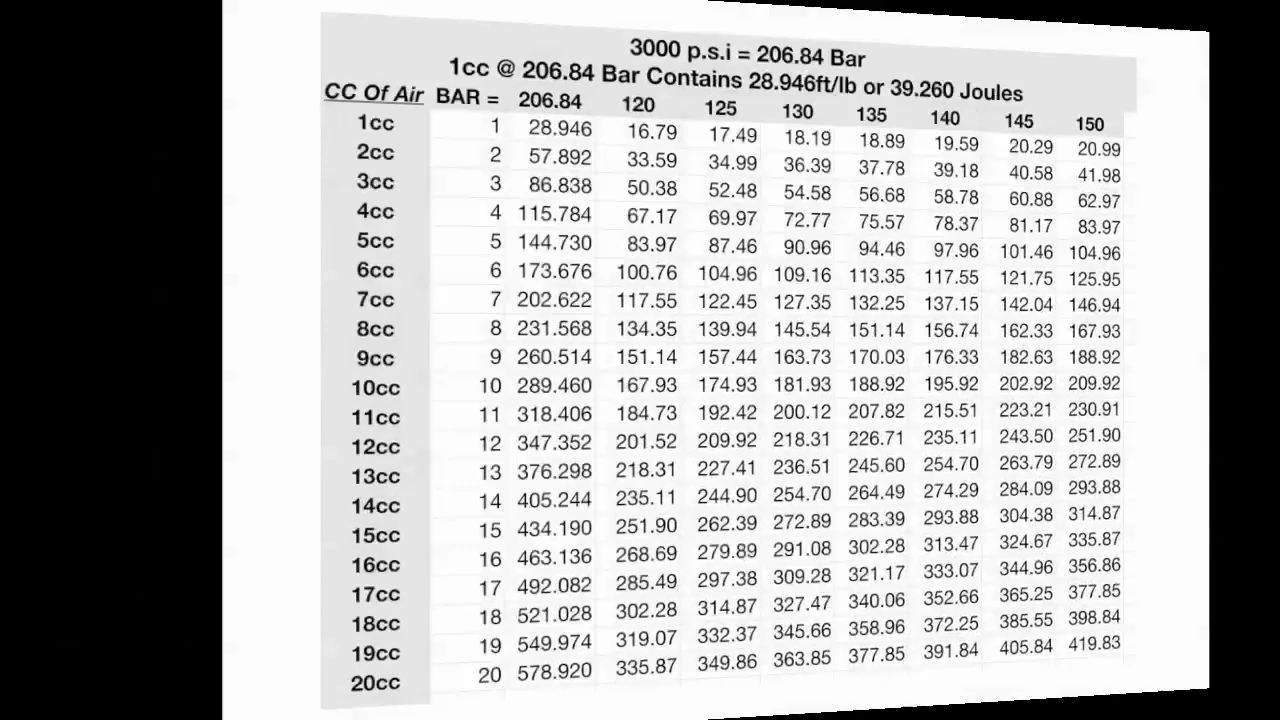 3000 p.s.i = 206.84 Bar
1cc @ 206.84 Bar Contains 28.946ft/lb or 39.260 Joules
CC Of Air BAR = 206.84 120 125 130 135 140 145 150
1cc 1 28.946 16.79 17.49 18.19 18.89 19.59 20.29 20.99
2cc 2 57.892 33.59 34.99 36.39 37.78 39.18 40.58 41.98
3cc 3 86.838 50.38 52.48 54.58 56.68 58.78 60.88 62.97
4cc 4 115.784 67.17 69.97 72.77 75.57 78.37 81.17 83.97
5cc 5 144.730 83.97 87.46 90.96 94.46 97.96 101.46 104.96
6cc 6 173.676 100.76 104.96 109.16 113.35 117.55 121.75 125.95
7cc 7 202.622 117.55 122.45 127.35 132.25 137.15 142.04 146.94
8cc 8 231.568 134.35 139.94 145.54 151.14 156.74 162.33 167.93
9cc 9 260.514 151.14 157.44 163.73 170.03 176.33 182.63 188.92
10cc 10 289.460 167.93 174.93 181.93 188.92 195.92 202.92 209.92
11cc 11 318.406 184.73 192.42 200.12 207.82 215.51 223.21 230.91
12cc 12 347.352 201.52 209.92 218.31 226.71 235.11 243.50 251.90
13cc 13 376.298 218.31 227.41 236.51 245.60 254.70 263.79 272.89
14cc 14 405.244 235.11 244.90 254.70 264.49 274.29 284.09 293.88
15cc 15 434.190 251.90 262.39 272.89 283.39 293.88 304.38 314.87
16cc 16 463.136 268.69 279.89 291.08 302.28 313.47 324.67 335.87
17cc 17 492.082 285.49 297.38 309.28 321.17 333.07 344.96 356.86
18cc 18 521.028 302.28 314.87 327.47 340.06 352.66 365.25 377.85
19cc 19 549.974 319.07 332.37 345.66 358.96 372.25 385.55 398.84
20cc 20 578.920 335.87 349.86 363.85 377.85 391.84 405.84 419.83